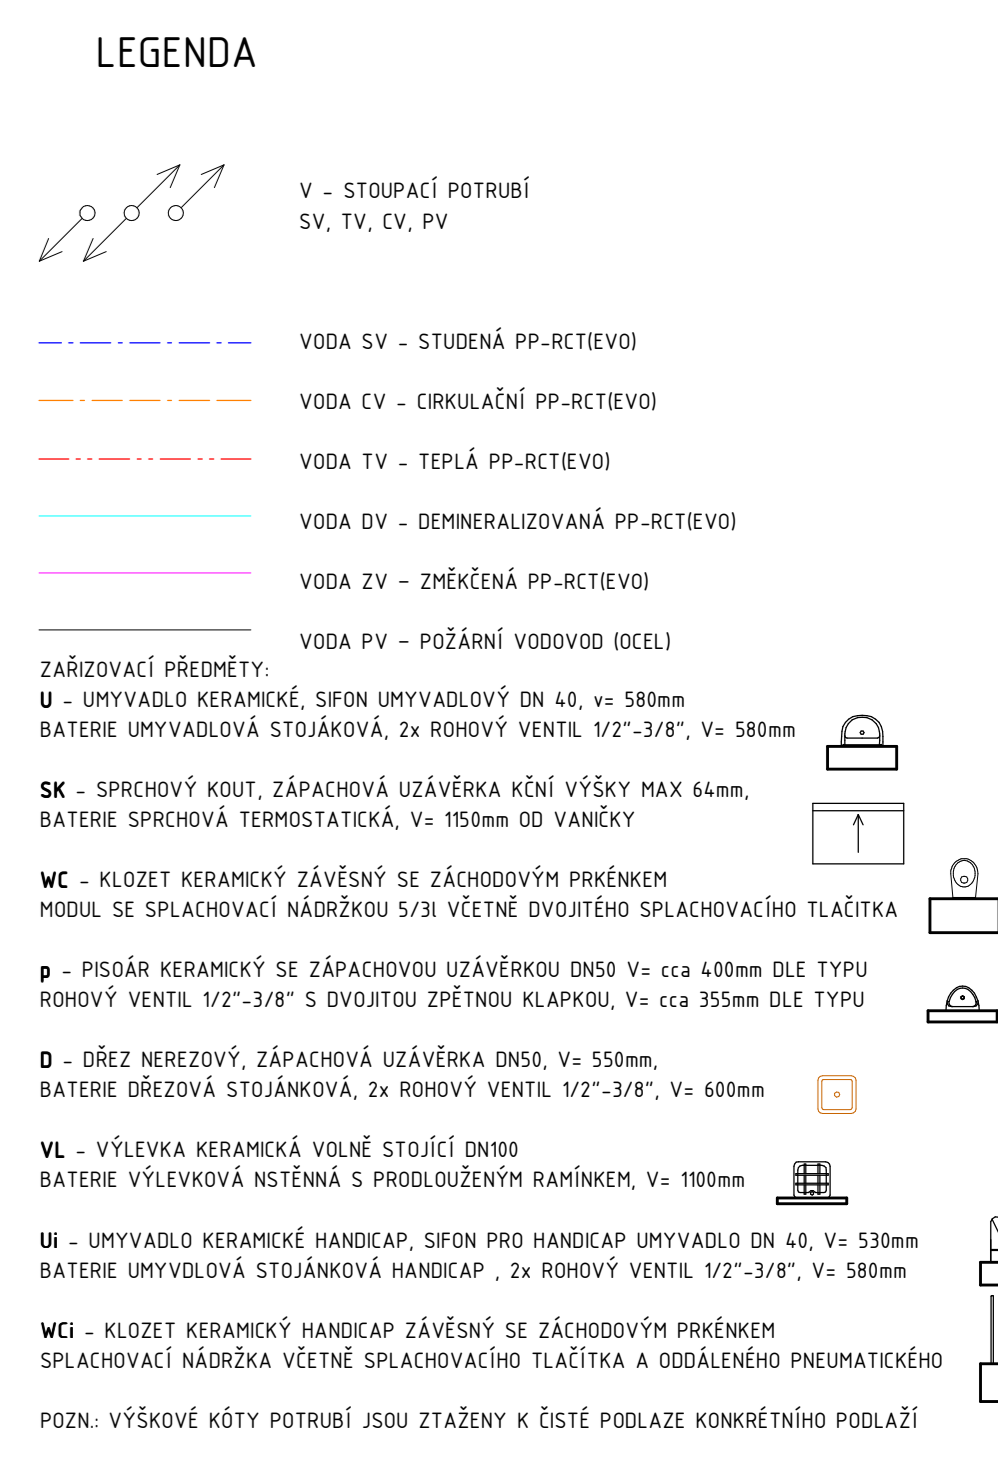 LEGENDA
V - STOUPACÍ POTRUBÍ
SV, TV, CV, PV
VODA SV - STUDENÁ PP-RCT(EVO)
VODA CV - CIRKULAČNÍ PP-RCT(EVO)
VODA TV - TEPLÁ PP-RCT(EVO)
VODA DV - DEMINERALIZOVANÁ PP-RCT(EVO)
VODA ZV - ZMĚKČENÁ PP-RCT(EVO)
VODA PV - POŽÁRNÍ VODOVOD (OCEL)
ZAŘIZOVACÍ PŘEDMĚTY:
U - UMYVADLO KERAMICKÉ, SIFON UMYVADLOVÝ DN 40, v= 580mm
BATERIE UMYVADLOVÁ STOJÁKOVÁ, 2x ROHOVÝ VENTIL 1/2"-3/8", V= 580mm
SK - SPRCHOVÝ KOUT, ZÁPACHOVÁ UZÁVĚRKA KČNÍ VÝŠKY MAX 64mm,
BATERIE SPRCHOVÁ TERMOSTATICKÁ, V= 1150mm OD VANIČKY
WC - KLOZET KERAMICKÝ ZÁVĚSNÝ SE ZÁCHODOVÝM PRKÉNKEM
MODUL SE SPLACHOVACÍ NÁDRŽKOU 5/3l VČETNĚ DVOJITÉHO SPLACHOVACÍHO TLAČITKA
p - PISOÁR KERAMICKÝ SE ZÁPACHOVOU UZÁVĚRKOU DN50 V= cca 400mm DLE TYPU
ROHOVÝ VENTIL 1/2"-3/8" S DVOJITOU ZPĚTNOU KLAPKOU, V= cca 355mm DLE TYPU
D - DŘEZ NEREZOVÝ, ZÁPACHOVÁ UZÁVĚRKA DN50, V= 550mm,
BATERIE DŘEZOVÁ STOJÁNKOVÁ, 2x ROHOVÝ VENTIL 1/2"-3/8", V= 600mm
VL - VÝLEVKA KERAMICKÁ VOLNĚ STOJÍCÍ DN100
BATERIE VÝLEVKOVÁ NSTĚNNÁ S PRODLOUŽENÝM RAMÍNKEM, V= 1100mm
Ui - UMYVADLO KERAMICKÉ HANDICAP, SIFON PRO HANDICAP UMYVADLO DN 40, V= 530mm
BATERIE UMYVDLOVÁ STOJÁNKOVÁ HANDICAP , 2x ROHOVÝ VENTIL 1/2"-3/8", V= 580mm
WCi - KLOZET KERAMICKÝ HANDICAP ZÁVĚSNÝ SE ZÁCHODOVÝM PRKÉNKEM
SPLACHOVACÍ NÁDRŽKA VČETNĚ SPLACHOVACÍHO TLAČÍTKA A ODDÁLENÉHO PNEUMATICKÉHO
POZN.: VÝŠKOVÉ KÓTY POTRUBÍ JSOU ZTAŽENY K ČISTÉ PODLAZE KONKRÉTNÍHO PODLAŽÍ